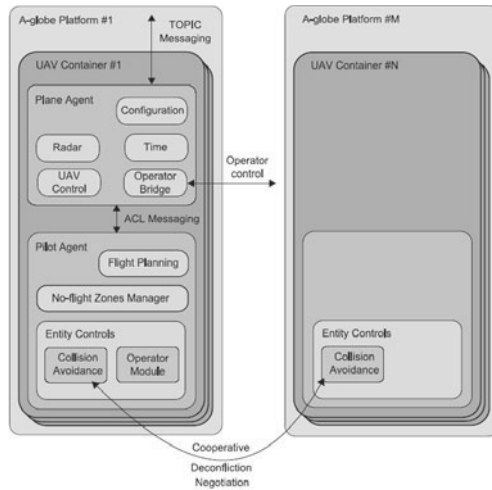 A-globe Platform #1
TOPIC
Messaging
UAV Container #1
Plane Agent
Configuration
Radar
Time
UAV
Control
Operator
Bridge
ACL Messaging
Pilot Agent
Flight Planning
No-flight Zones Manager
Entity Controls
Collision
Avoidance
Operator
Module
Operator
control
A-globe Platform #M
UAV Container #N
Entity Controls
Collision
Avoidance
Cooperative
Deconfliction
Negotiation